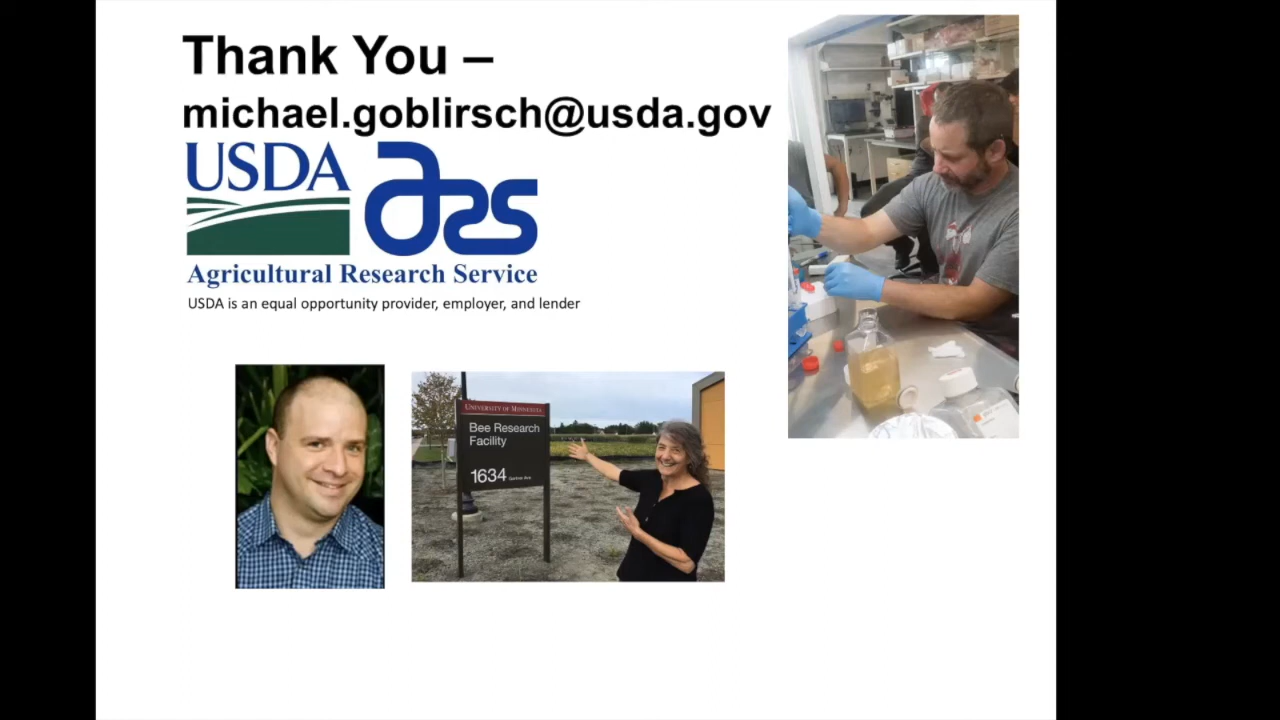 Thank You –
michael.goblirsch@usda.gov
USDA ars
Agricultural Research Service
USDA is an equal opportunity provider, employer, and lender
UNIVERSITY OF MINNESOTA
Bee Research
Facility
1634